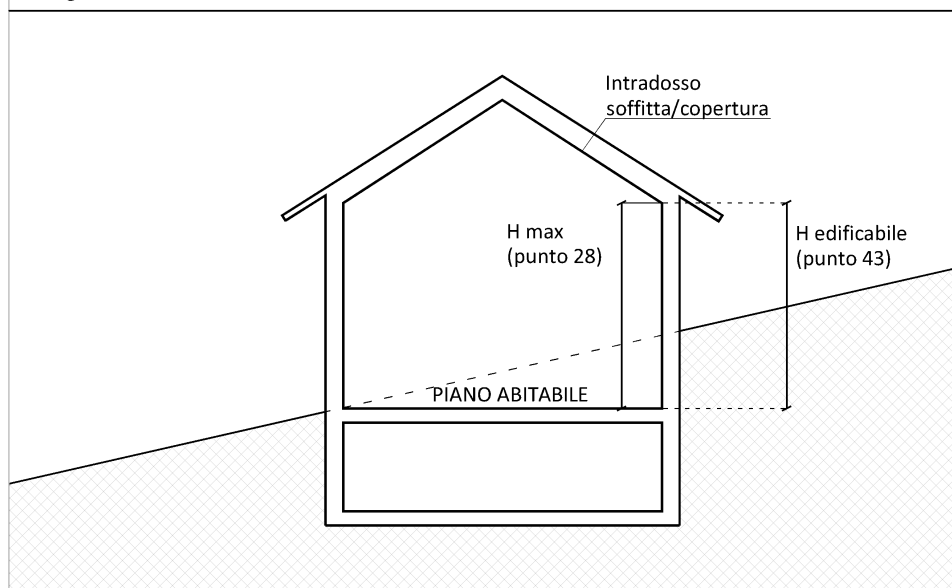 Intradosso
soffitta/copertura
H max
(punto 28)
H edificabile
(punto 43)
PIANO ABITABILE